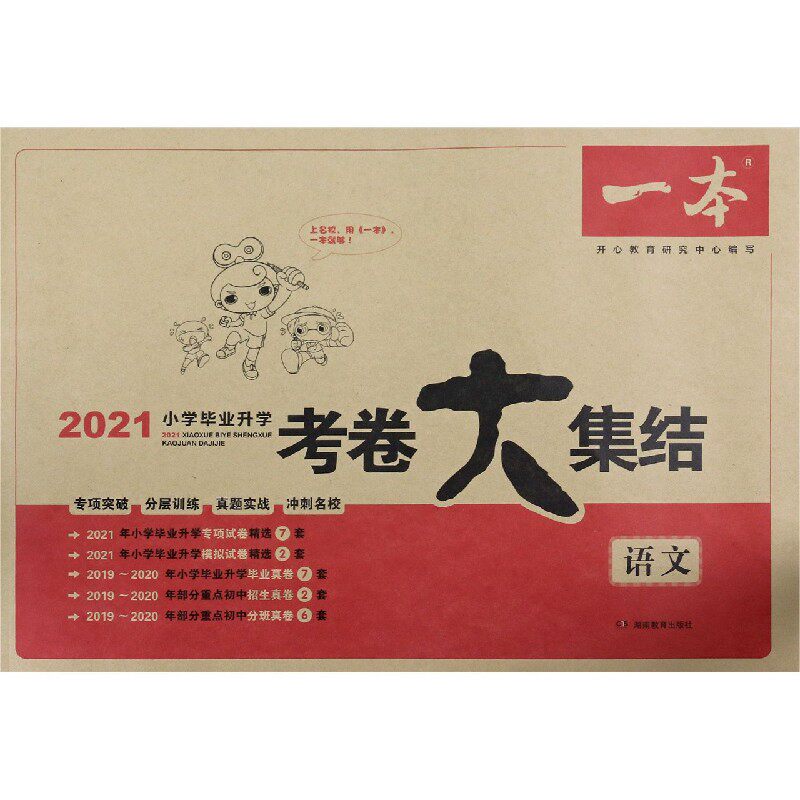 一本®
开心教育研究中心编写
上名校,用《一本》,
一本就够!
2021 小学毕业升学 考卷大集结
2021 XIAOXUE BIYE SHENGXUE
KAOJUAN DAJIJIE
专项突破 分层训练 真题实战 冲刺名校
→ 2021 年小学毕业升学专项试卷精选 7 套
→ 2021 年小学毕业升学模拟试卷精选 2 套
→ 2019~2020 年小学毕业升学毕业真卷 7 套
→ 2019~2020 年部分重点初中招生真卷 2 套
→ 2019~2020 年部分重点初中分班真卷 6 套
语文
湖南教育出版社